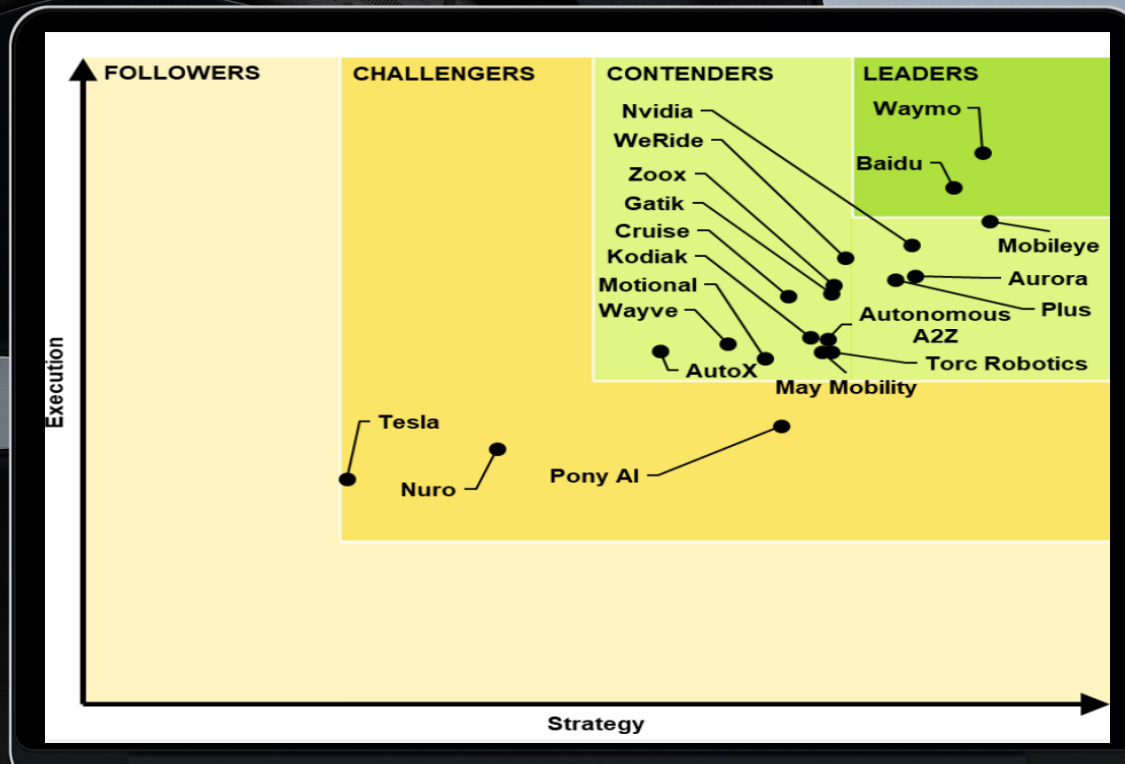 FOLLOWERS
CHALLENGERS
CONTENDERS
LEADERS
Nvidia
Waymo
WeRide
Baidu
Zoox
Gatik
Cruise
Mobileye
Kodiak
Aurora
Motional
Plus
Wayve
Autonomous
A2Z
Torc Robotics
AutoX
May Mobility
Execution
Tesla
Pony AI
Nuro
Strategy